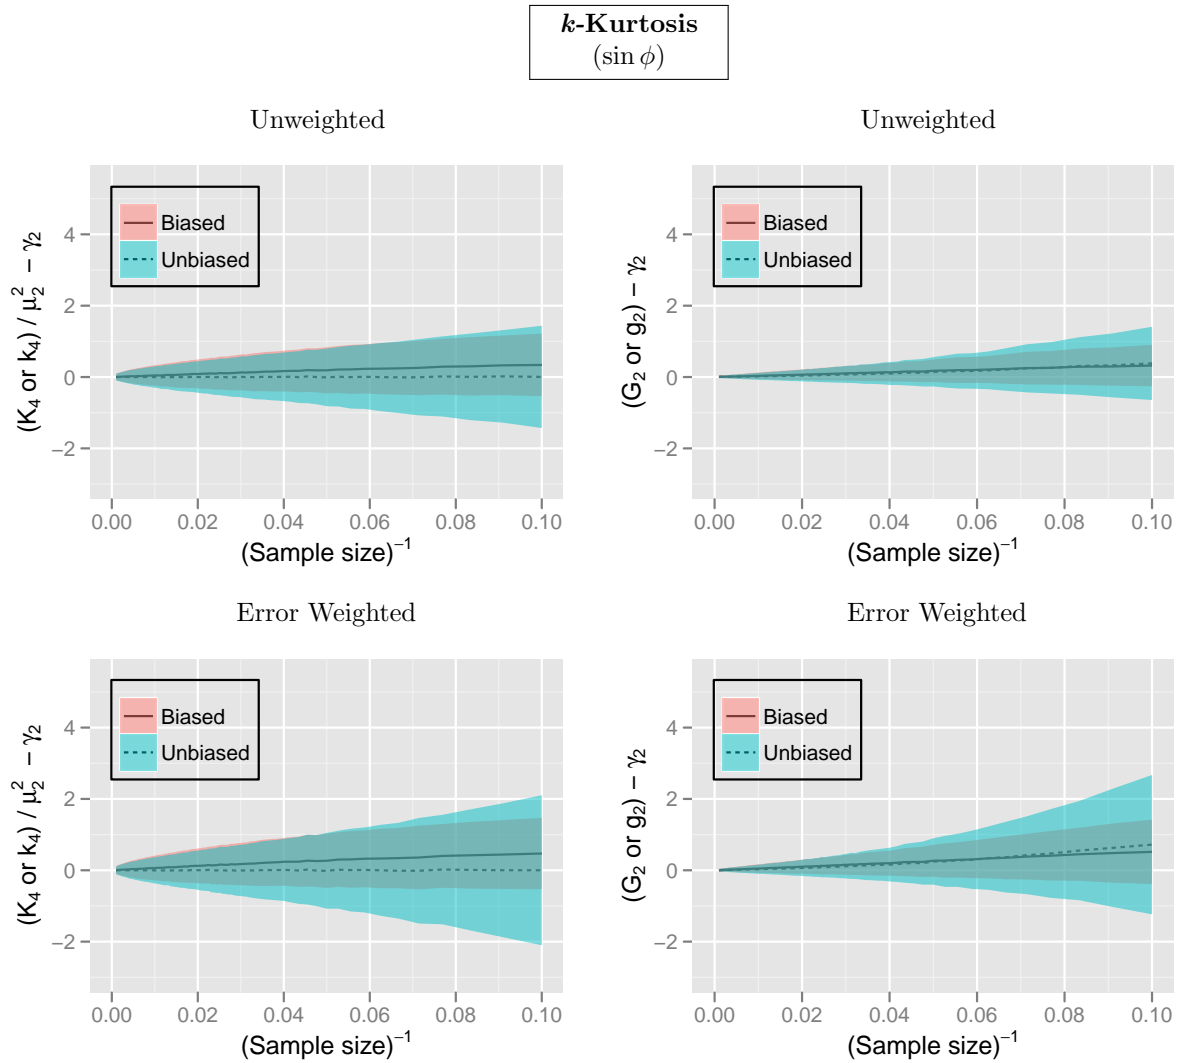 k-Kurtosis
(sin ϕ)
Unweighted
(K₄ or k₄) / μ₂² − γ₂
4
2
0
−2
Biased
Unbiased
0.00 0.02 0.04 0.06 0.08 0.10
(Sample size)⁻¹
Unweighted
(G₂ or g₂) − γ₂
4
2
0
−2
Biased
Unbiased
0.00 0.02 0.04 0.06 0.08 0.10
(Sample size)⁻¹
Error Weighted
(K₄ or k₄) / μ₂² − γ₂
4
2
0
−2
Biased
Unbiased
0.00 0.02 0.04 0.06 0.08 0.10
(Sample size)⁻¹
Error Weighted
(G₂ or g₂) − γ₂
4
2
0
−2
Biased
Unbiased
0.00 0.02 0.04 0.06 0.08 0.10
(Sample size)⁻¹